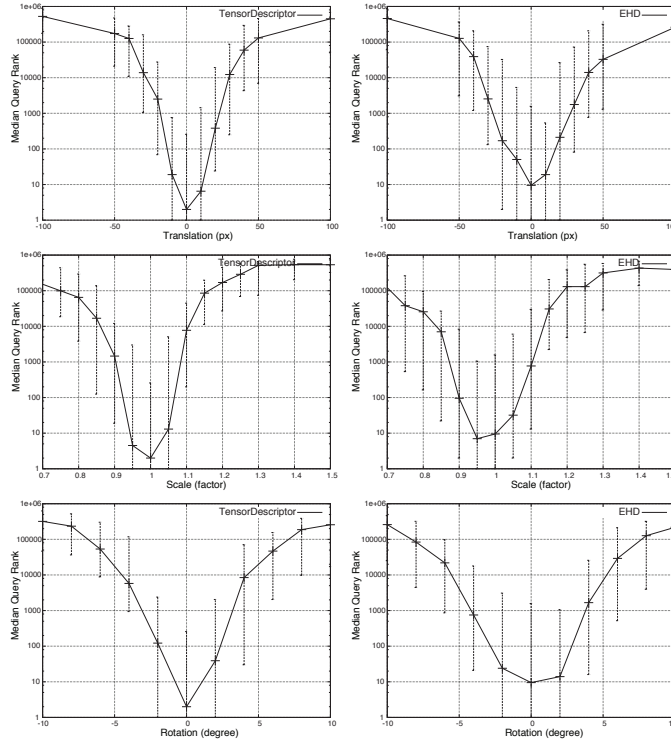 1e+06
TensorDescriptor
100000
10000
1000
100
10
1
Median Query Rank
-100 -50 0 50 100
Translation (px)
1e+06
EHD
100000
10000
1000
100
10
1
Median Query Rank
-100 -50 0 50 100
Translation (px)
1e+06
TensorDescriptor
100000
10000
1000
100
10
1
Median Query Rank
0.7 0.8 0.9 1 1.1 1.2 1.3 1.4 1.5
Scale (factor)
1e+06
EHD
100000
10000
1000
100
10
1
Median Query Rank
0.7 0.8 0.9 1 1.1 1.2 1.3 1.4
Scale (factor)
1e+06
TensorDescriptor
100000
10000
1000
100
10
1
Median Query Rank
-10 -5 0 5 10
Rotation (degree)
1e+06
EHD
100000
10000
1000
100
10
1
Median Query Rank
-10 -5 0 5
Rotation (degree)